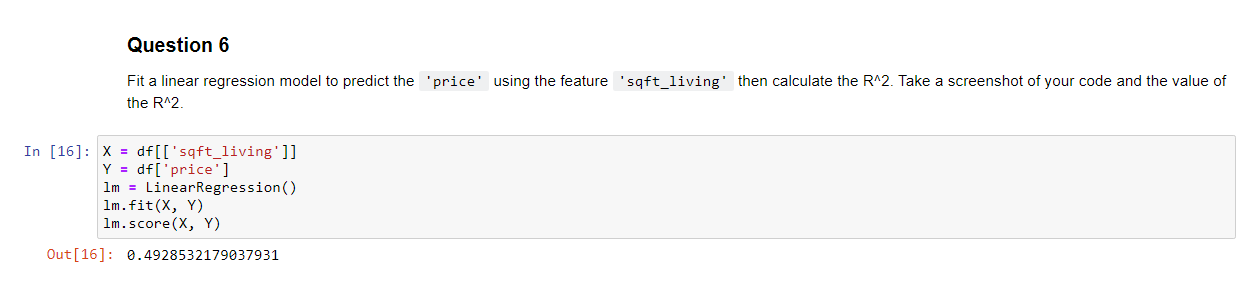 Question 6
Fit a linear regression model to predict the 'price' using the feature 'sqft_living' then calculate the R^2. Take a screenshot of your code and the value of
the R^2.
In [16]: X = df[['sqft_living']]
Y = df['price']
lm = LinearRegression()
lm.fit(X, Y)
lm.score(X, Y)
Out[16]: 0.4928532179037931